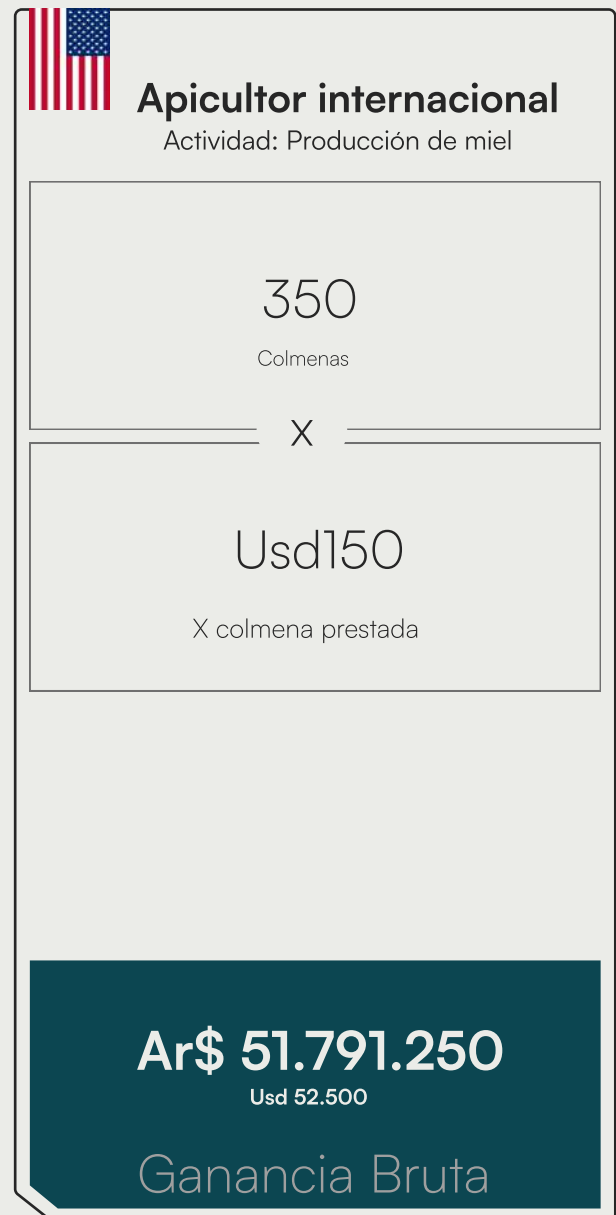 Apicultor internacional
Actividad: Producción de miel
350
Colmenas
X
Usd150
X colmena prestada
Ar$ 51.791.250
Usd 52.500
Ganancia Bruta